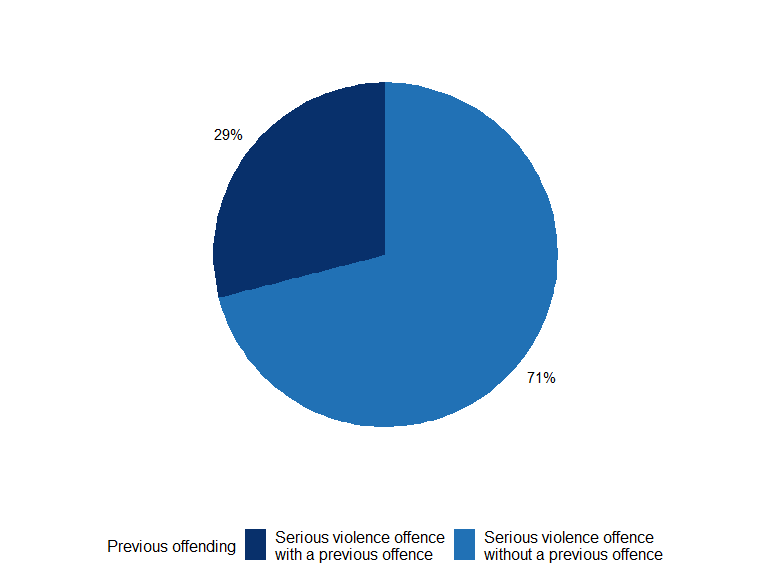 29%
71%
Previous offending
Serious violence offence
with a previous offence
Serious violence offence
without a previous offence